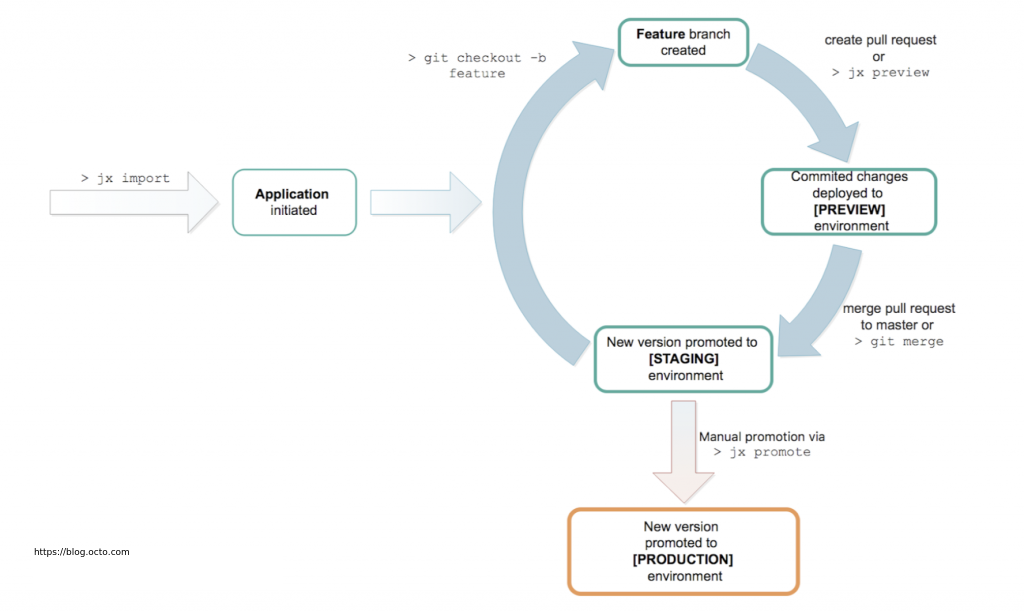 Feature branch
created
> git checkout -b
feature
create pull request
or
> jx preview
> jx import
Application
initiated
Commited changes
deployed to
[PREVIEW]
environment
merge pull request
to master or
> git merge
New version promoted to
[STAGING]
environment
Manual promotion via
> jx promote
New version
promoted to
[PRODUCTION]
environment
https://blog.octo.com